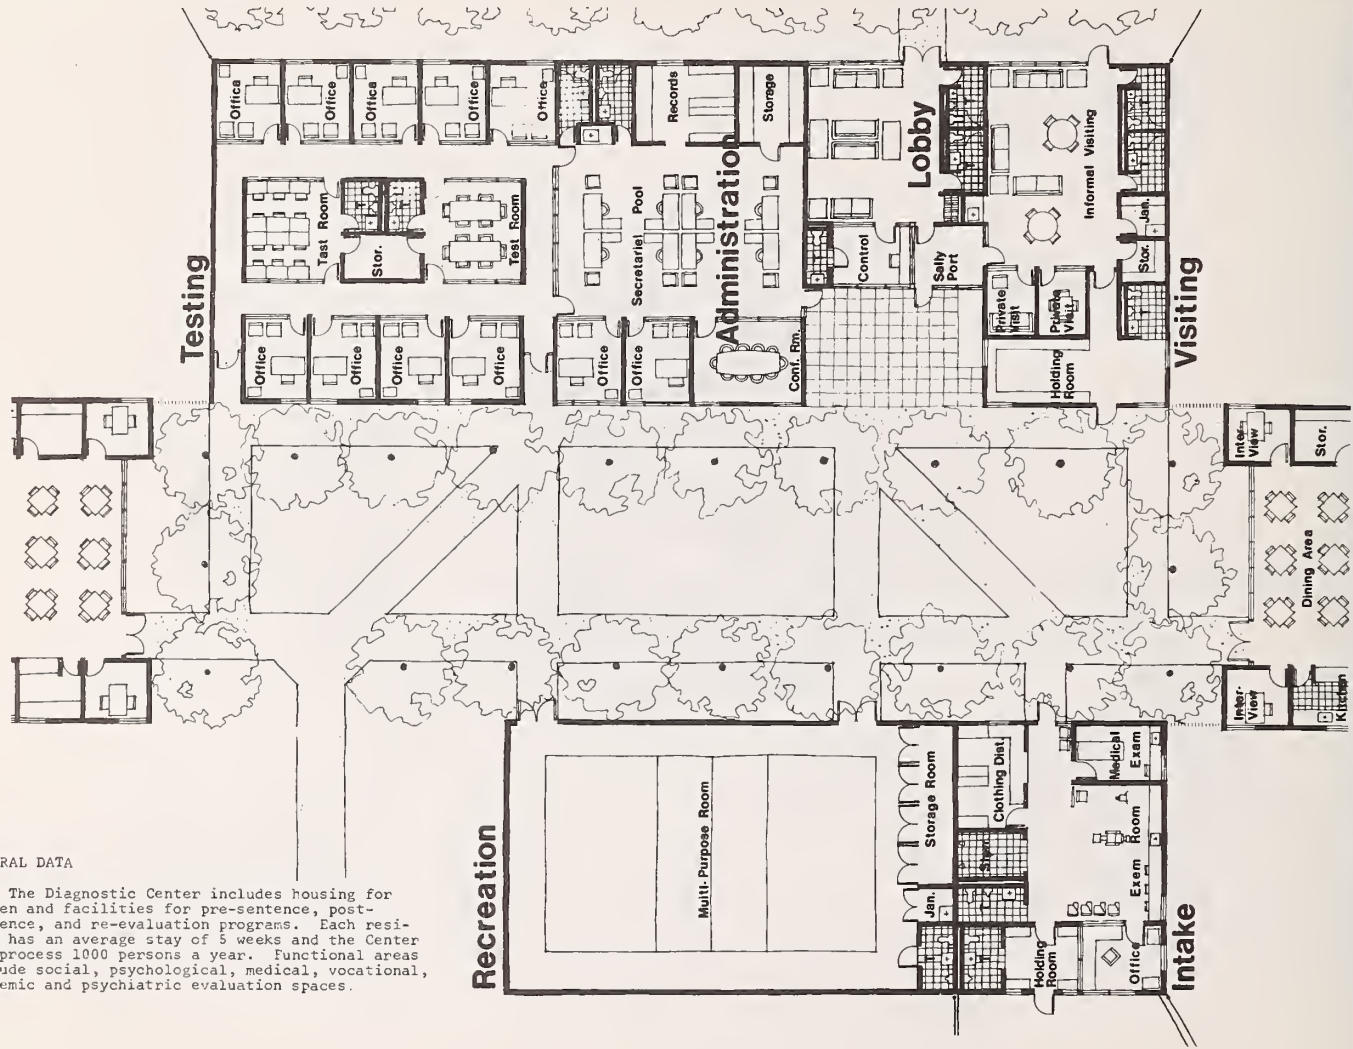 Office
Office
Office
Office
Office
Records
Storage
Lobby
Informal Visiting
Jan.
Stor.
Visiting
Testing
Tast Room
Stor.
Test Room
Secretariel Pool
Administration
Control
Sally
Port
Private
Visit
Private
Visit
Holding
Room
Office
Office
Office
Office
Office
Office
Conf. Rm.
Inter
View
Stor.
Dining Area
Inter-
View
Kitchen
Recreation
Multi-Purpose Room
Storage Room
Jan.
Clothing Dist.
Medical
Exam
Exem Room
Holding
Room
Office
Intake
RAL DATA
The Diagnostic Center includes housing for
en and facilities for pre-sentence, post-
ence, and re-evaluation programs. Each resi-
has an average stay of 5 weeks and the Center
process 1000 persons a year. Functional areas
ude social, psychological, medical, vocational,
emic and psychiatric evaluation spaces.